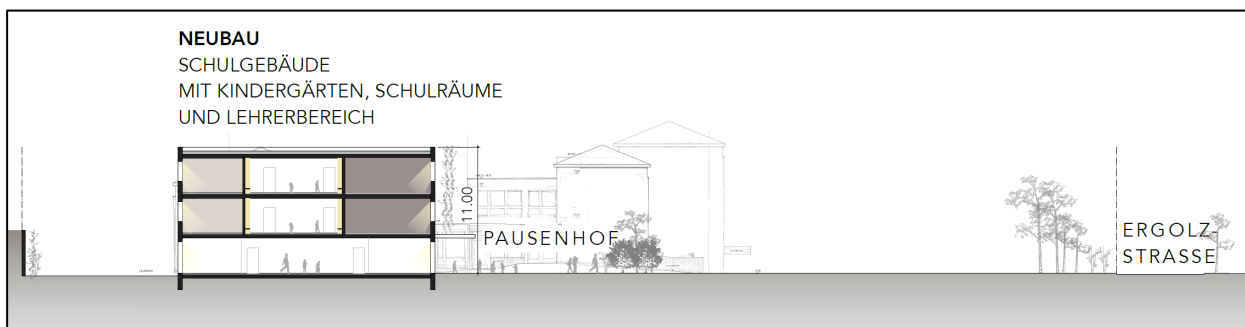 NEUBAU
SCHULGEBÄUDE
MIT KINDERGÄRTEN, SCHULRÄUME
UND LEHRERBEREICH
11.00
PAUSENHOF
ERGOLZ-
STRASSE